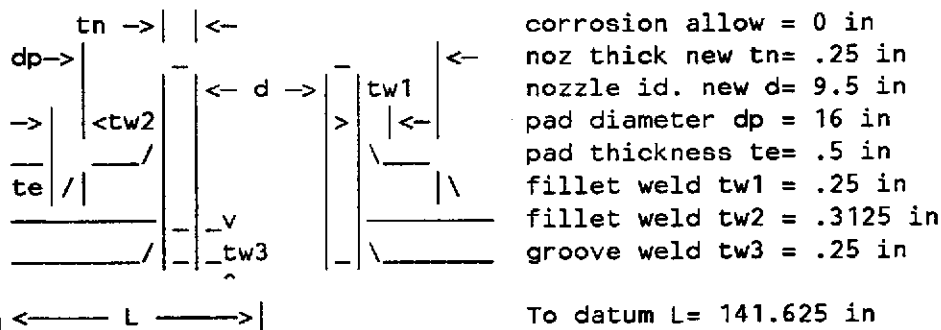 tn –>| |<– corrosion allow = 0 in
dp–>| |<– noz thick new tn= .25 in
|<– d –>| |tw1 nozzle id. new d= 9.5 in
–>| |<tw2 >| |<– pad diameter dp = 16 in
pad thickness te= .5 in
te fillet weld tw1 = .25 in
v fillet weld tw2 = .3125 in
tw3 groove weld tw3 = .25 in
|<—— L ——>| To datum L= 141.625 in